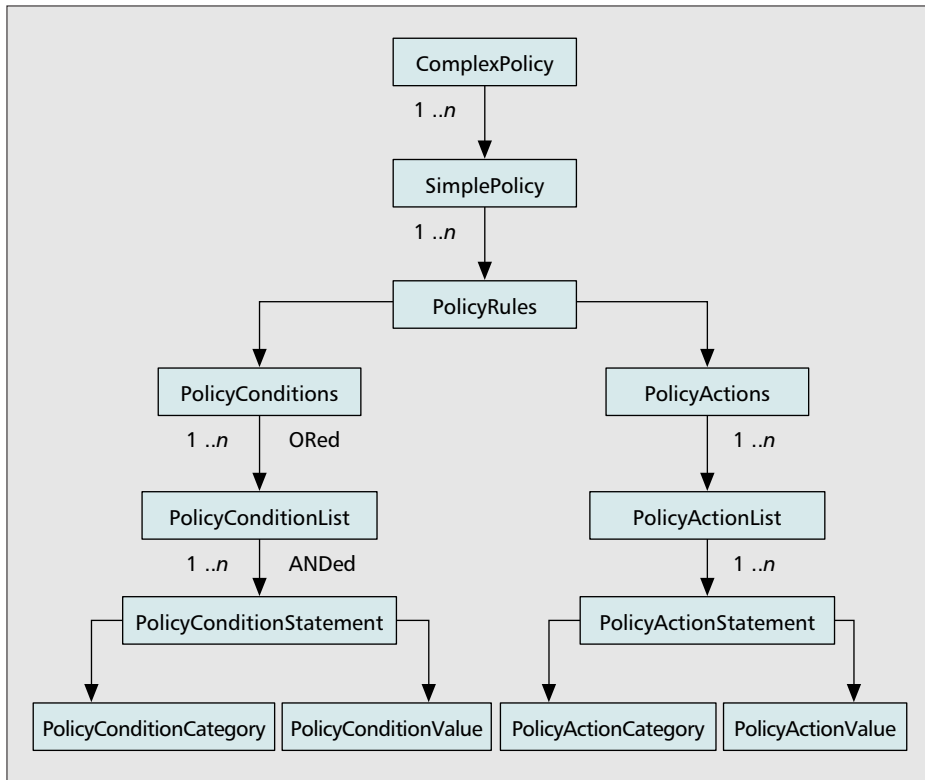 ComplexPolicy
1 ..n
SimplePolicy
1 ..n
PolicyRules
PolicyConditions
PolicyActions
1 ..n
ORed
1 ..n
PolicyConditionList
PolicyActionList
1 ..n
ANDed
1 ..n
PolicyConditionStatement
PolicyActionStatement
PolicyConditionCategory
PolicyConditionValue
PolicyActionCategory
PolicyActionValue